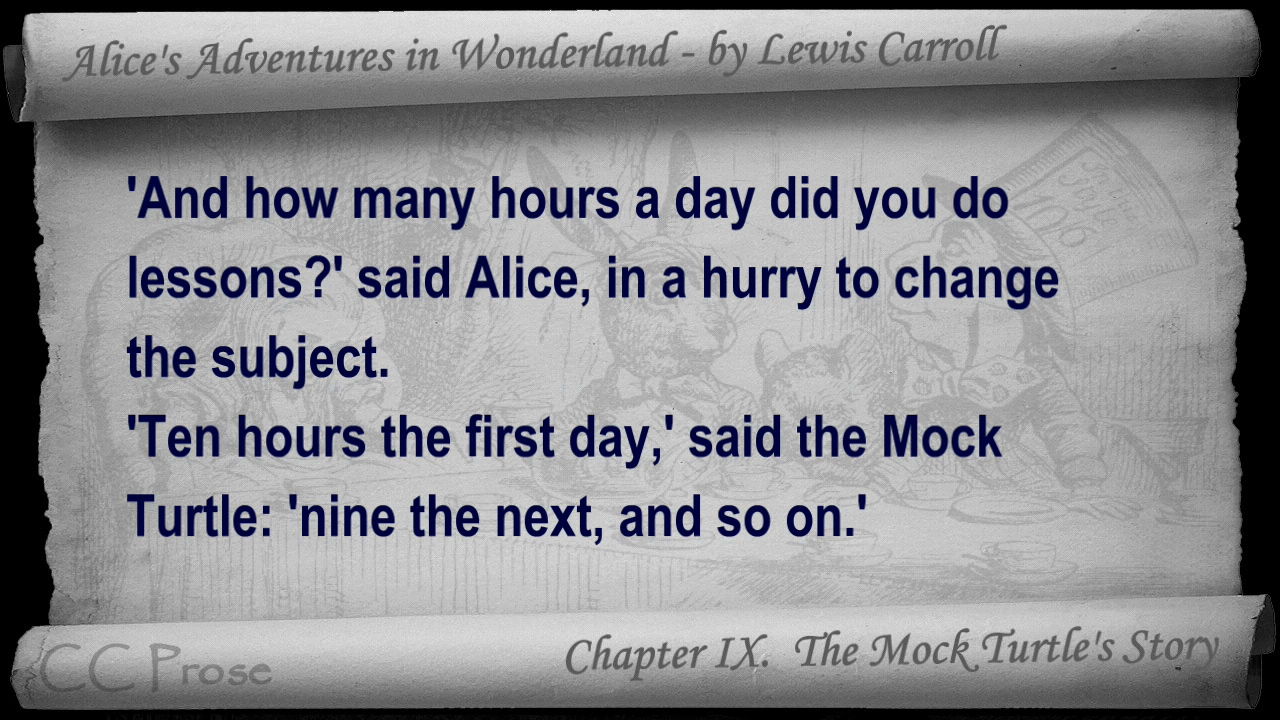 Alice's Adventures in Wonderland - by Lewis Carroll
'And how many hours a day did you do
lessons?' said Alice, in a hurry to change
the subject.
'Ten hours the first day,' said the Mock
Turtle: 'nine the next, and so on.'
CC Prose
Chapter IX. The Mock Turtle's Story